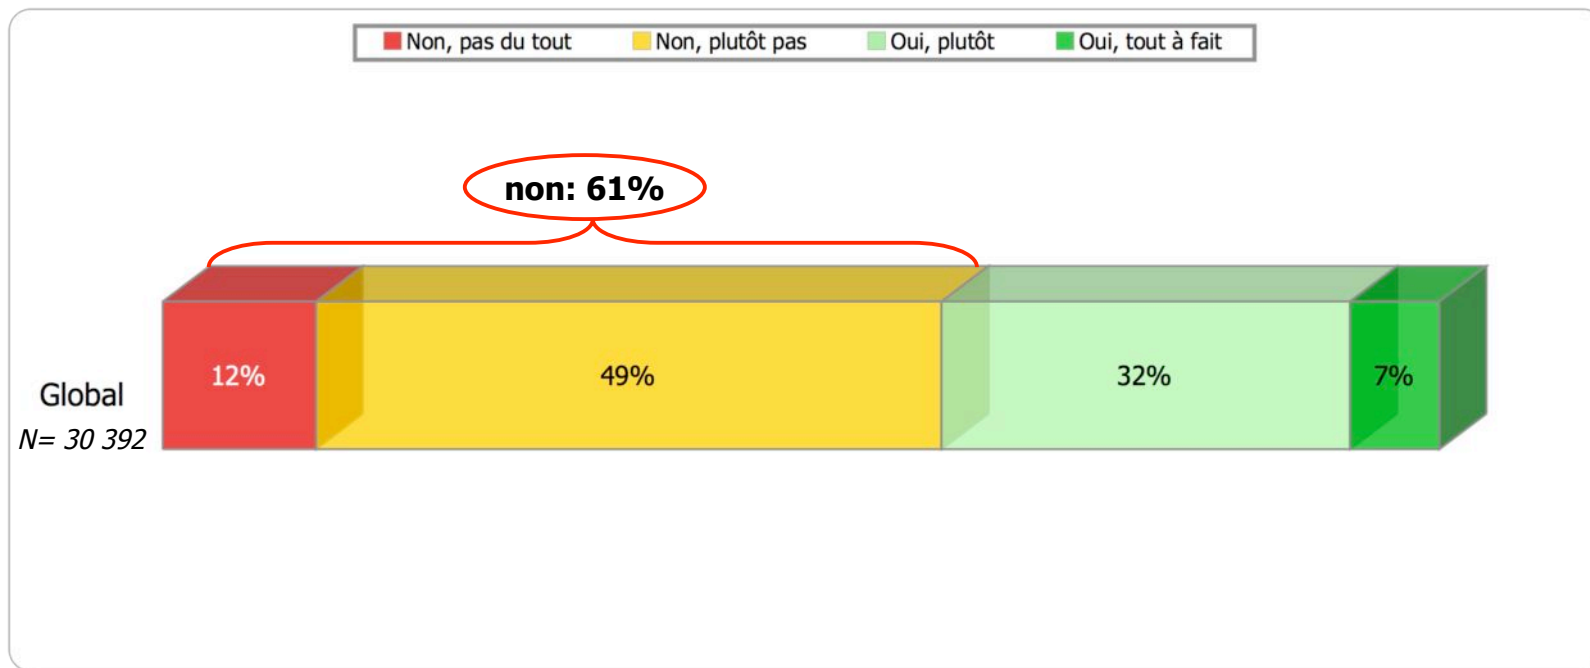 Non, pas du tout Non, plutôt pas Oui, plutôt Oui, tout à fait
non: 61%
12% 49% 32% 7%
Global
N= 30 392